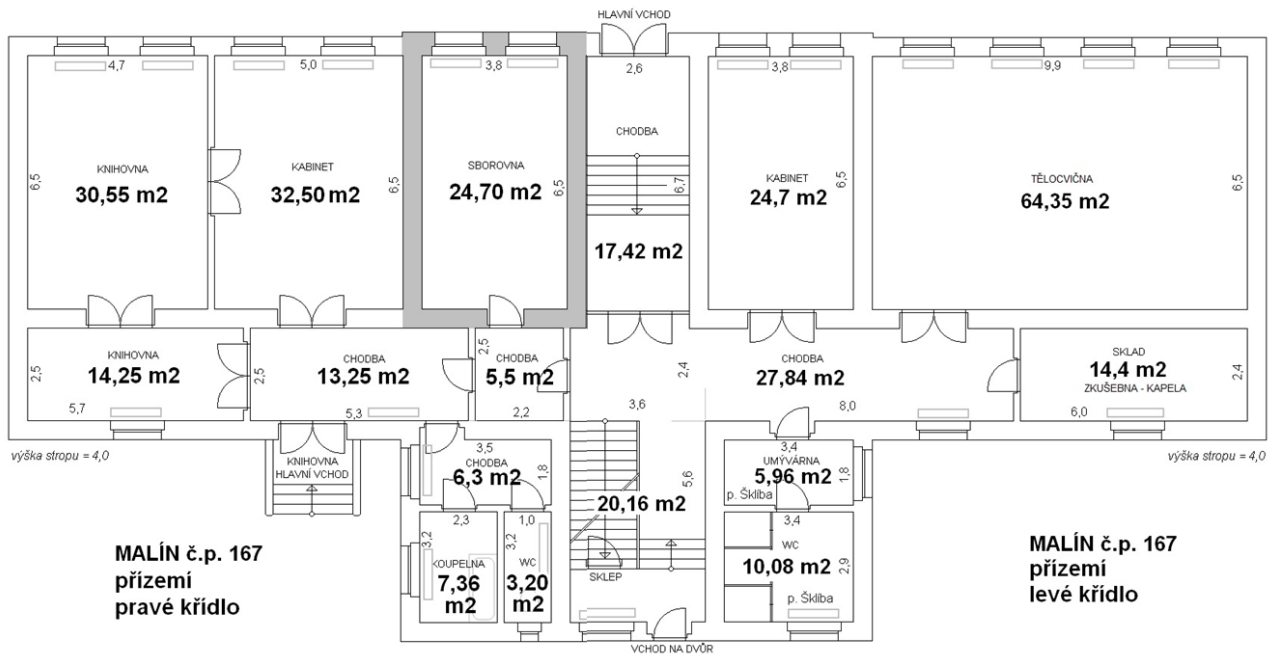 HLAVNÍ VCHOD
4,7
5,0
3,8
2,6
3,8
9,9
CHODBA
KNIHOVNA
30,55 m2
6,5
KABINET
32,50 m2
6,5
SBOROVNA
24,70 m2
6,5
6,7
17,42 m2
KABINET
24,7 m2
6,5
TĚLOCVIČNA
64,35 m2
6,5
KNIHOVNA
14,25 m2
2,5
5,7
CHODBA
13,25 m2
2,5
5,3
CHODBA
5,5 m2
2,5
2,2
2,4
3,6
CHODBA
27,84 m2
8,0
SKLAD
14,4 m2
ZKUŠEBNA - KAPELA
2,4
6,0
výška stropu = 4,0
výška stropu = 4,0
KNIHOVNA
HLAVNÍ VCHOD
3,5
CHODBA
6,3 m2
1,8
5,6
20,16 m2
3,4
UMÝVÁRNA
5,96 m2
1,8
p. Šklíba
2,3
3,2
KOUPELNA
7,36
m2
1,0
3,2
WC
3,20
m2
SKLEP
3,4
WC
10,08 m2
2,9
p. Šklíba
MALÍN č.p. 167
přízemí
pravé křídlo
MALÍN č.p. 167
přízemí
levé křídlo
VCHOD NA DVŮR